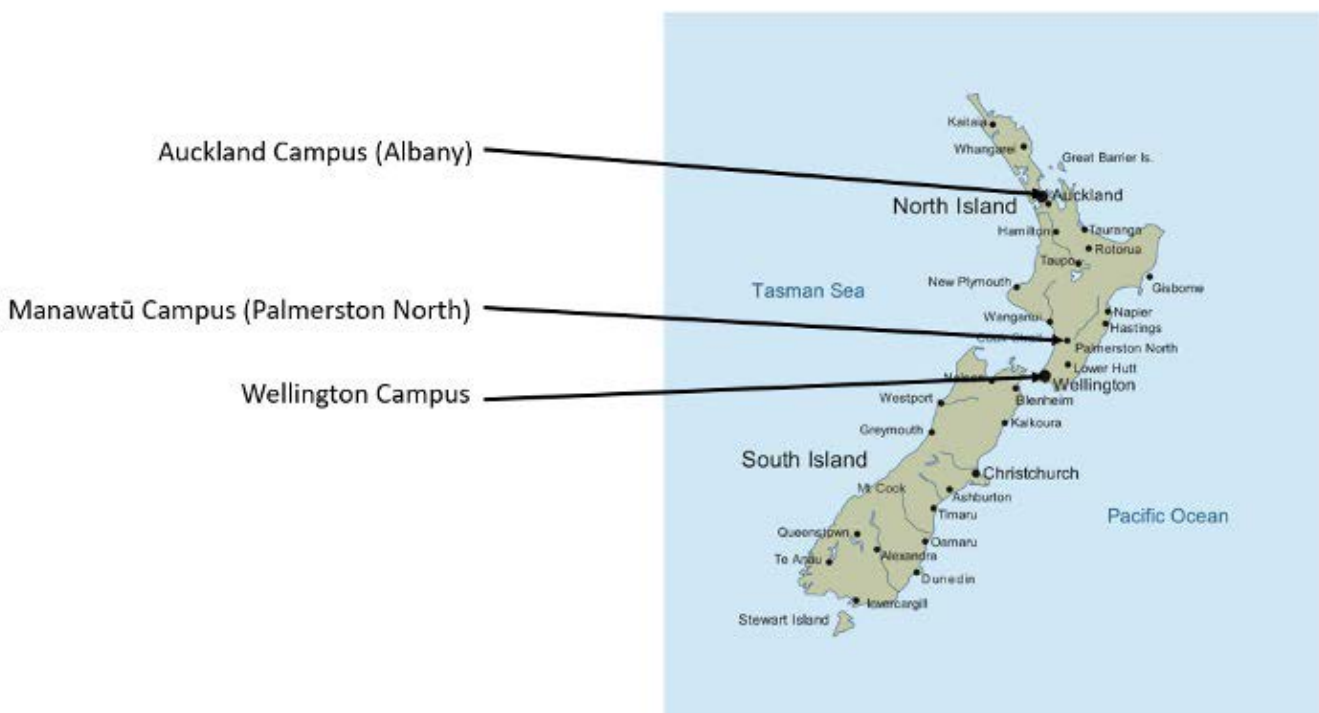 Auckland Campus (Albany)
Manawatū Campus (Palmerston North)
Wellington Campus
Kaitaia
Whangarei
Great Barrier Is.
Auckland
North Island
Hamilton
Tauranga
Rotorua
Taupo
New Plymouth
Gisborne
Tasman Sea
Wanganui
Napier
Hastings
Palmerston North
Lower Hutt
Nelson
Wellington
Westport
Blenheim
Greymouth
Kaikoura
South Island
Christchurch
Mt Cook
Ashburton
Timaru
Pacific Ocean
Queenstown
Oamaru
Te Anau
Alexandra
Dunedin
Invercargill
Stewart Island